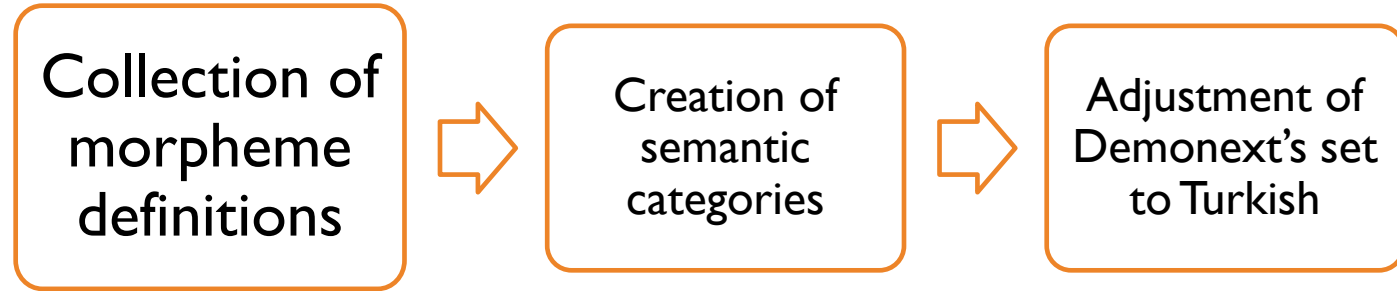 Collection of
morpheme
definitions
Creation of
semantic
categories
Adjustment of
Demonext’s set
to Turkish